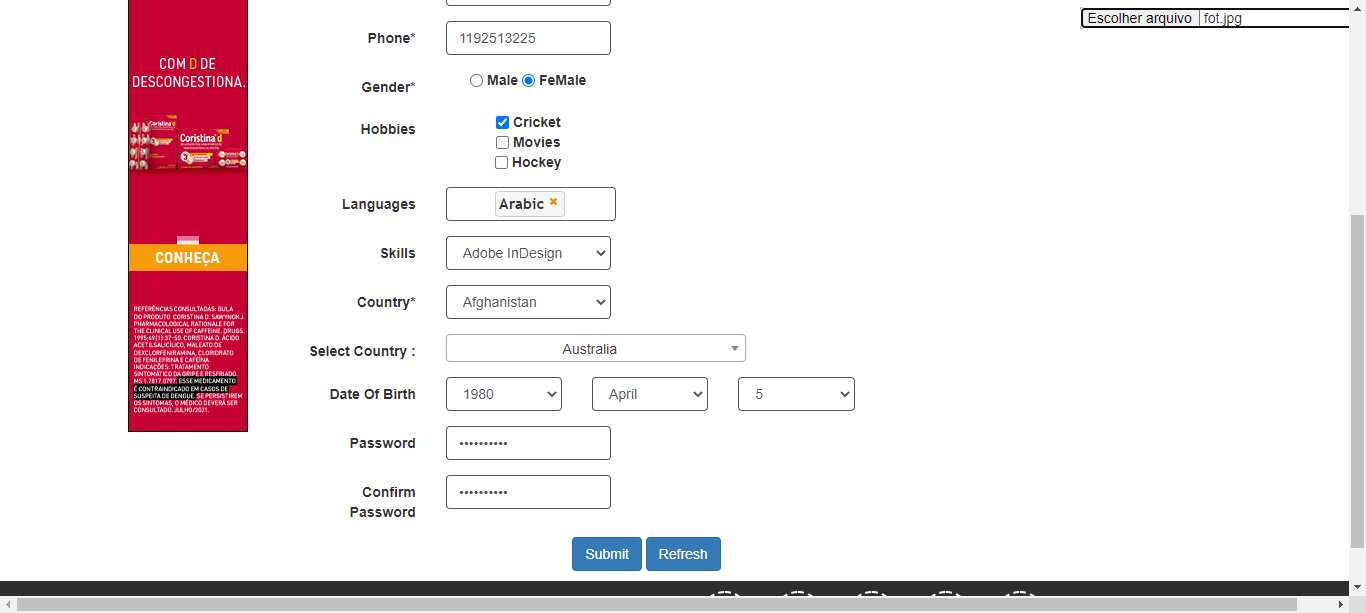 Escolher arquivo fot.jpg
COM D DE
DESCONGESTIONA.
Coristina d
Coristina d
CONHEÇA
REFERÊNCIAS CONSULTADAS: BULA
DO PRODUTO CORISTINA D. SAWYNOK J.
PHARMACOLOGICAL RATIONALE FOR
THE CLINICAL USE OF CAFFEINE. DRUGS.
1995;49(1):37-50. CORISTINA D. ÁCIDO
ACETILSALICÍLICO, MALEATO DE
DEXCLORFENIRAMINA, CLORIDRATO
DE FENILEFRINA E CAFEÍNA.
INDICAÇÕES: TRATAMENTO
SINTOMÁTICO DA GRIPE E RESFRIADO.
MS 1.7817.0797. ESSE MEDICAMENTO
É CONTRAINDICADO EM CASOS DE
SUSPEITA DE DENGUE. SE PERSISTIREM
OS SINTOMAS, O MÉDICO DEVERÁ SER
CONSULTADO. JULHO/2021.
Phone* 1192513225
Gender* Male FeMale
Hobbies Cricket
Movies
Hockey
Languages Arabic ×
Skills Adobe InDesign
Country* Afghanistan
Select Country : Australia
Date Of Birth 1980 April 5
Password ••••••••••
Confirm
Password ••••••••••
Submit Refresh